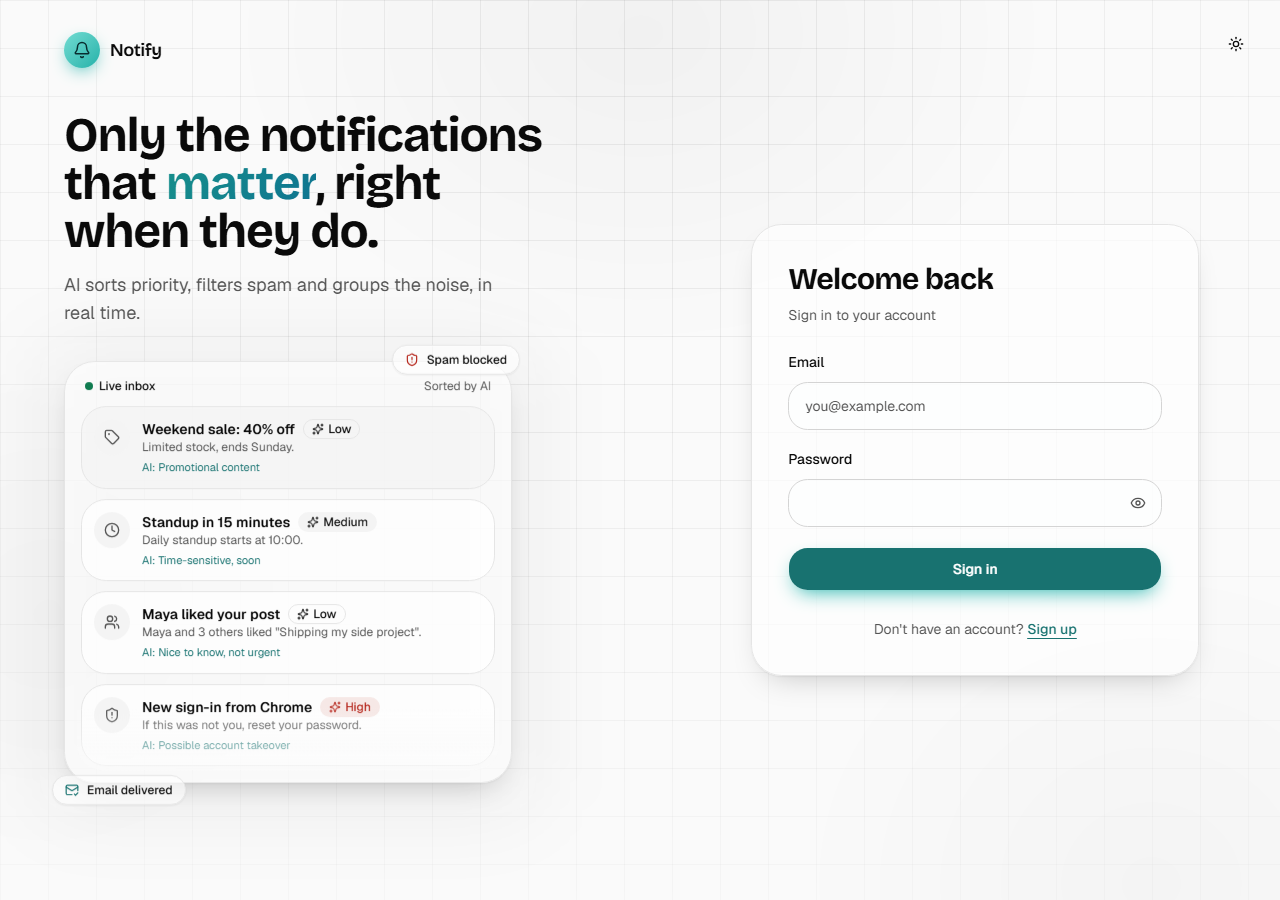 Notify
Only the notifications
that matter, right
when they do.
AI sorts priority, filters spam and groups the noise, in
real time.
Spam blocked
Live inbox
Sorted by AI
Weekend sale: 40% off
Low
Limited stock, ends Sunday.
AI: Promotional content
Standup in 15 minutes
Medium
Daily standup starts at 10:00.
AI: Time-sensitive, soon
Maya liked your post
Low
Maya and 3 others liked "Shipping my side project".
AI: Nice to know, not urgent
New sign-in from Chrome
High
If this was not you, reset your password.
AI: Possible account takeover
Email delivered
Welcome back
Sign in to your account
Email
you@example.com
Password
Sign in
Don't have an account? Sign up